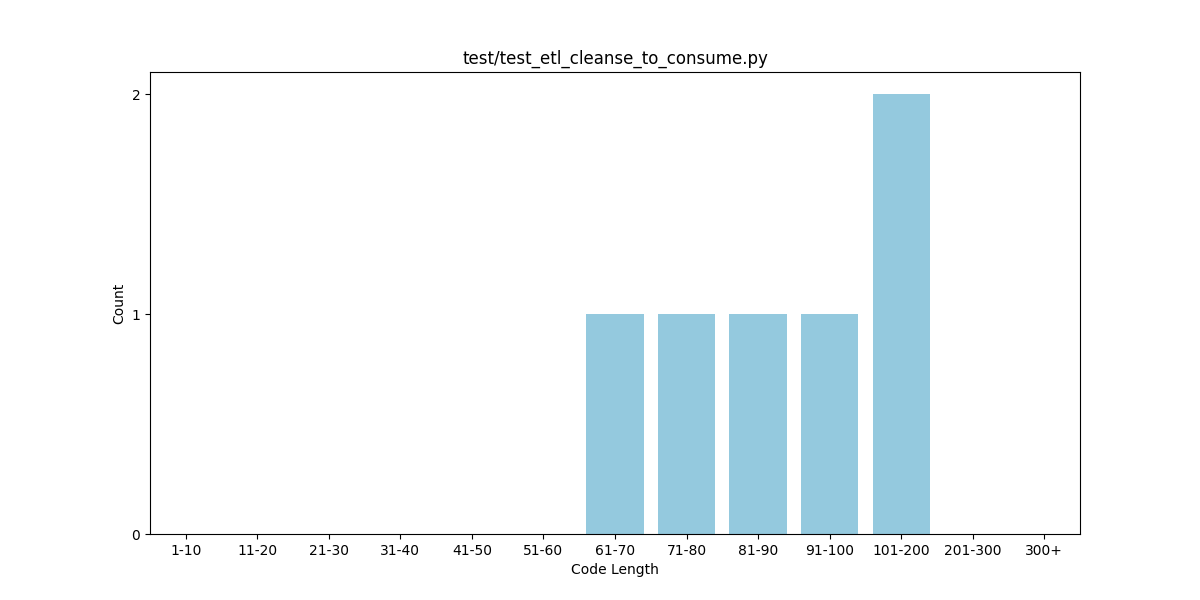 test/test_etl_cleanse_to_consume.py
2
1
0
Count
1-10 11-20 21-30 31-40 41-50 51-60 61-70 71-80 81-90 91-100 101-200 201-300 300+
Code Length